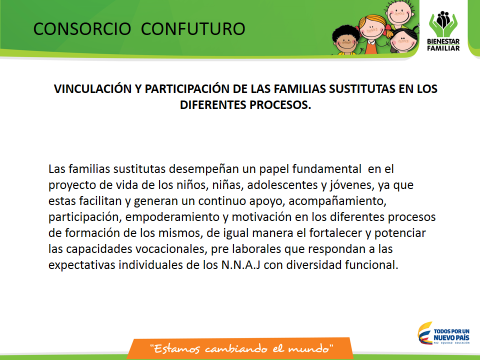 CONSORCIO  CONFUTURO
BIENESTAR
FAMILIAR
VINCULACIÓN Y PARTICIPACIÓN DE LAS FAMILIAS SUSTITUTAS EN LOS
DIFERENTES PROCESOS.
Las familias sustitutas desempeñan un papel fundamental  en el
proyecto de vida de los niños, niñas, adolescentes y jóvenes, ya que
estas facilitan y generan un continuo apoyo, acompañamiento,
participación, empoderamiento y motivación en los diferentes procesos
de formación de los mismos, de igual manera el fortalecer y potenciar
las capacidades vocacionales, pre laborales que respondan a las
expectativas individuales de los N.N.A.J con diversidad funcional.
TODOS POR UN
NUEVO PAÍS
"Estamos cambiando el mundo"